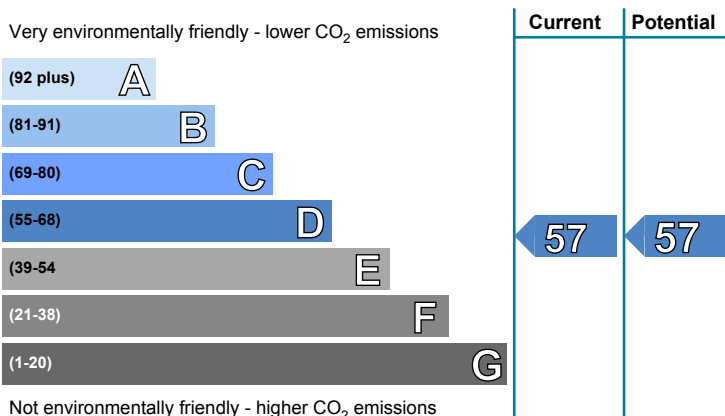 Very environmentally friendly - lower CO₂ emissions
Current
Potential
(92 plus) A
(81-91) B
(69-80) C
(55-68) D
57
57
(39-54 E
(21-38) F
(1-20) G
Not environmentally friendly - higher CO₂ emissions